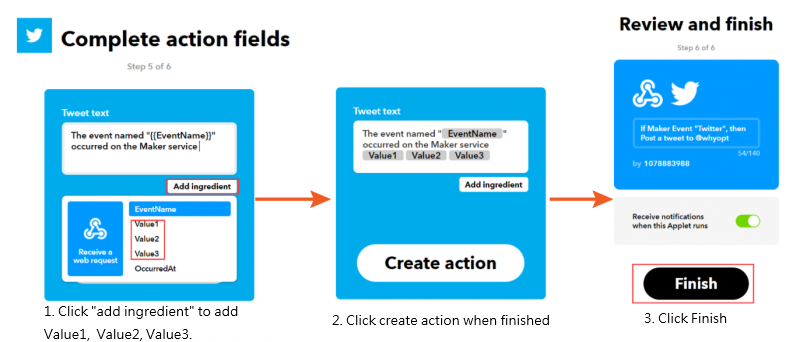 Complete action fields
Step 5 of 6
Tweet text
The event named "{{EventName}}"
occurred on the Maker service
Add ingredient
Receive a
web request
EventName
Value1
Value2
Value3
OccurredAt
1. Click "add ingredient" to add
Value1, Value2, Value3.
Tweet text
The event named " EventName "
occurred on the Maker service
Value1 Value2 Value3
Add ingredient
Create action
2. Click create action when finished
Review and finish
Step 6 of 6
If Maker Event "Twitter", then
Post a tweet to @whyopt
54/140
by 1078883988
Receive notifications
when this Applet runs
Finish
3. Click Finish